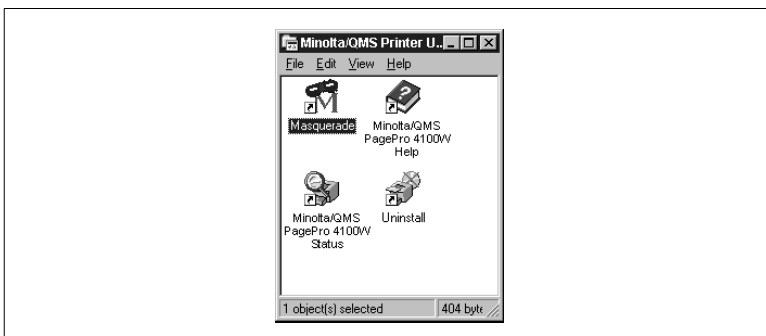 Minolta/QMS Printer U...
File Edit View Help
Masquerade
Minolta/QMS
PagePro 4100W
Help
Minolta/QMS
PagePro 4100W
Status
Uninstall
1 object(s) selected
404 byte